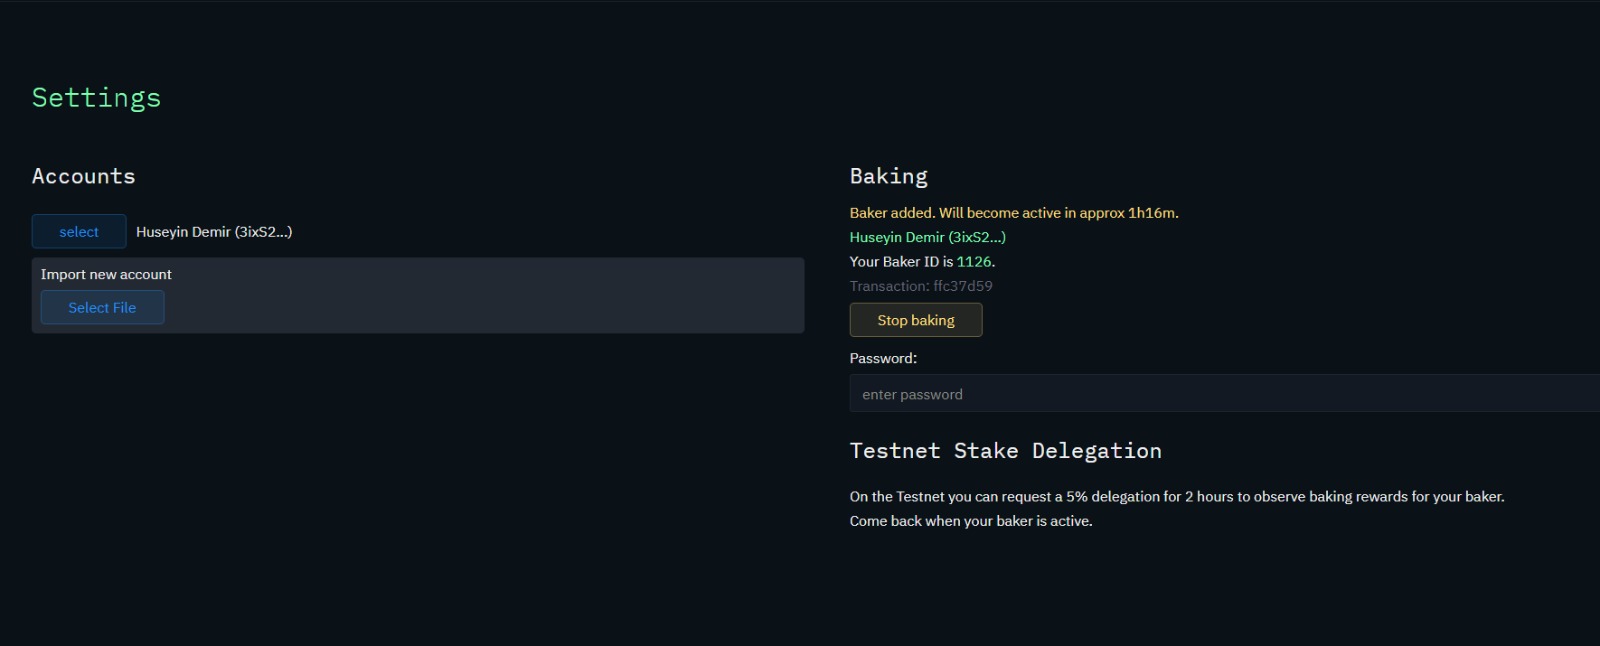 Settings
Accounts
select
Huseyin Demir (3ixS2...)
Import new account
Select File
Baking
Baker added. Will become active in approx 1h16m.
Huseyin Demir (3ixS2...)
Your Baker ID is 1126.
Transaction: ffc37d59
Stop baking
Password:
enter password
Testnet Stake Delegation
On the Testnet you can request a 5% delegation for 2 hours to observe baking rewards for your baker.
Come back when your baker is active.